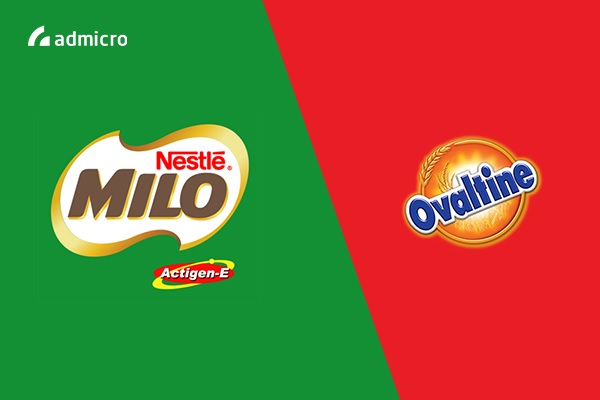 admicro
Nestlé®
MILO
Actigen-E
Ovaltine